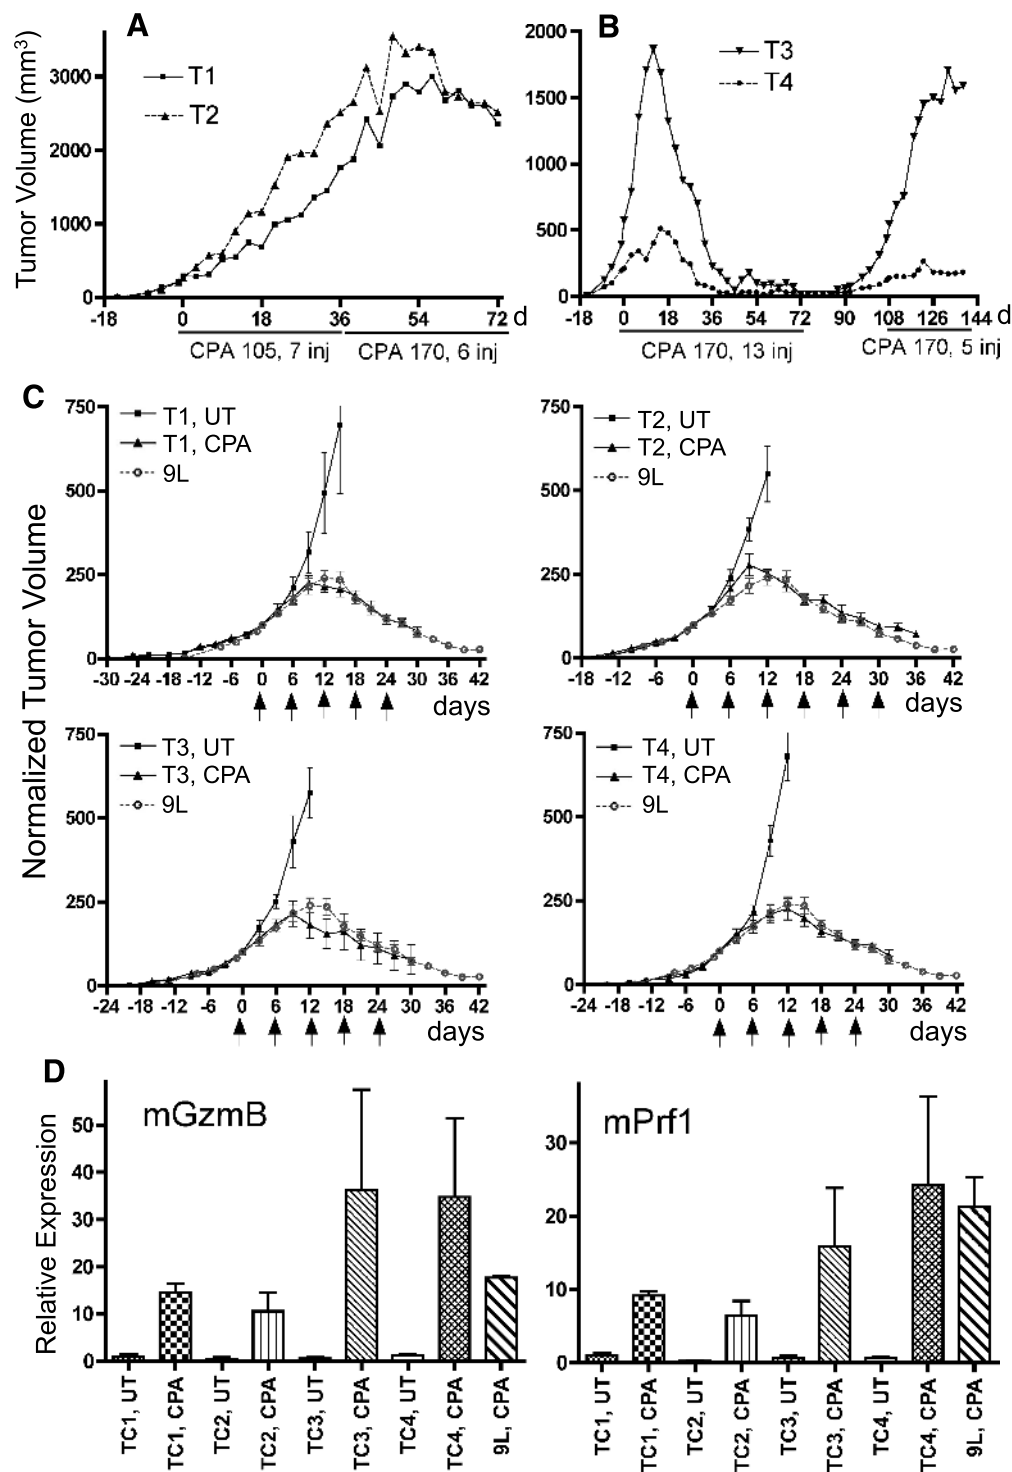 A
Tumor Volume (mm3)
T1
T2
3000
2000
1000
0
-18 0 18 36 54 72 d
CPA 105, 7 inj CPA 170, 6 inj
B
T3
T4
2000
1500
1000
500
0
-18 0 18 36 54 72 90 108 126 144 d
CPA 170, 13 inj CPA 170, 5 inj
C
Normalized Tumor Volume
T1, UT
T1, CPA
9L
750
500
250
0
-30 -24 -18 -12 -6 0 6 12 18 24 30 36 42
days
T2, UT
T2, CPA
9L
750
500
250
0
-18 -12 -6 0 6 12 18 24 30 36 42
days
T3, UT
T3, CPA
9L
750
500
250
0
-24 -18 -12 -6 0 6 12 18 24 30 36 42
days
T4, UT
T4, CPA
9L
750
500
250
0
-24 -18 -12 -6 0 6 12 18 24 30 36 42
days
D
Relative Expression
mGzmB
50
40
30
20
10
0
TC1, UT
TC1, CPA
TC2, UT
TC2, CPA
TC3, UT
TC3, CPA
TC4, UT
TC4, CPA
9L, CPA
mPrf1
30
20
10
0
TC1, UT
TC1, CPA
TC2, UT
TC2, CPA
TC3, UT
TC3, CPA
TC4, UT
TC4, CPA
9L, CPA